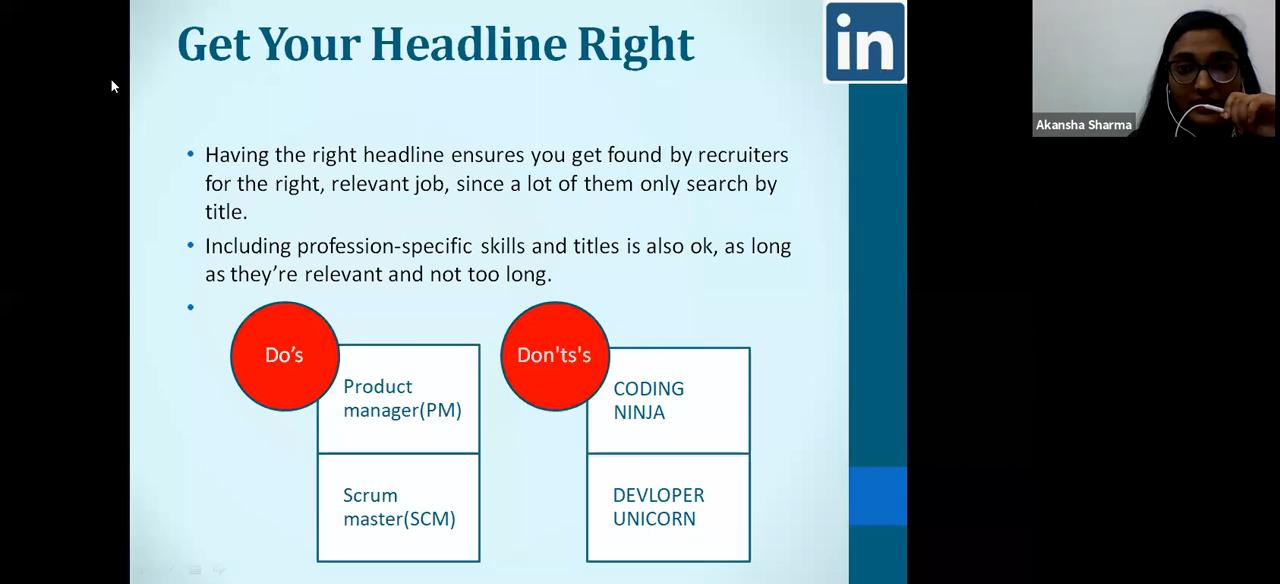 Get Your Headline Right
in
Akansha Sharma
• Having the right headline ensures you get found by recruiters
for the right, relevant job, since a lot of them only search by
title.
• Including profession-specific skills and titles is also ok, as long
as they’re relevant and not too long.
•
Do’s
Product
manager(PM)
Scrum
master(SCM)
Don'ts's
CODING
NINJA
DEVLOPER
UNICORN